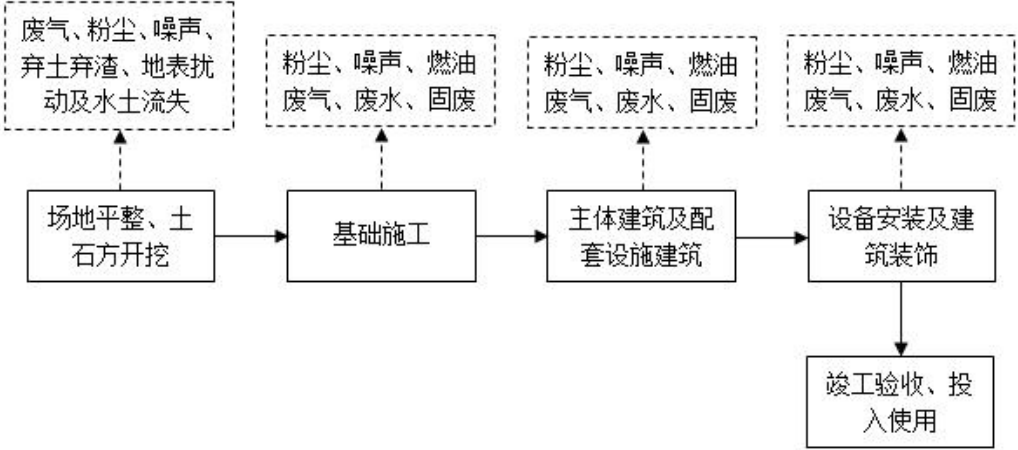 废气、粉尘、噪声、
弃土弃渣、地表扰
动及水土流失
粉尘、噪声、燃油
废气、废水、固废
粉尘、噪声、燃油
废气、废水、固废
粉尘、噪声、燃油
废气、废水、固废
场地平整、土
石方开挖
基础施工
主体建筑及配
套设施建筑
设备安装及建
筑装饰
竣工验收、投
入使用